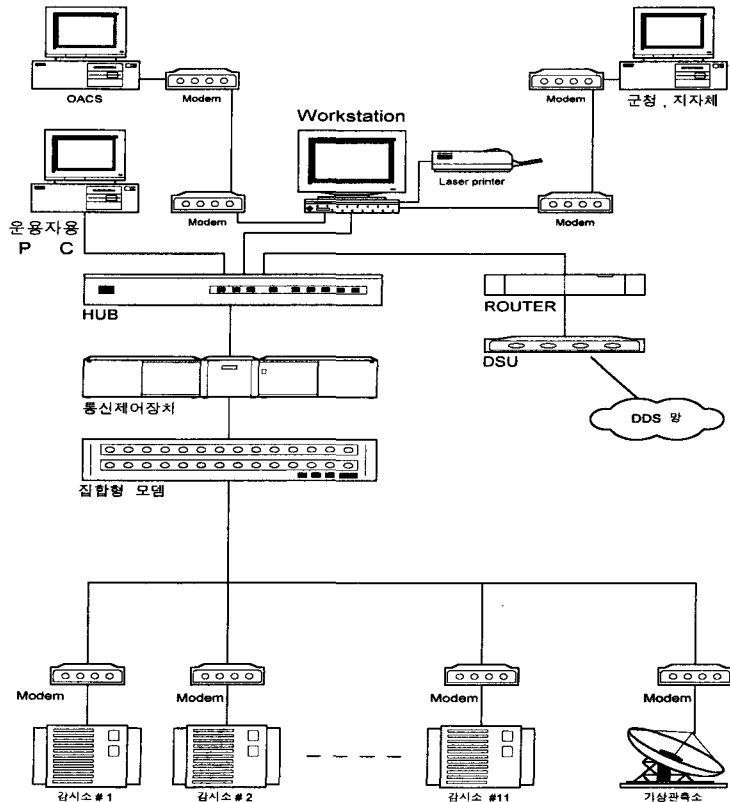 OACS
Modem
Modem
군청 , 지자체
Workstation
Laser printer
운용자용
P C
Modem
Modem
HUB
ROUTER
DSU
DDS 망
통신제어장치
집합형 모뎀
Modem
Modem
Modem
Modem
감시소 #1
감시소 #2
감시소 #11
기상관측소